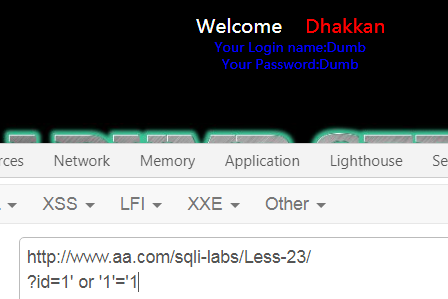 Welcome Dhakkan
Your Login name:Dumb
Your Password:Dumb
rces Network Memory Application Lighthouse Se
XSS LFI XXE Other
http://www.aa.com/sqli-labs/Less-23/
?id=1' or '1'='1